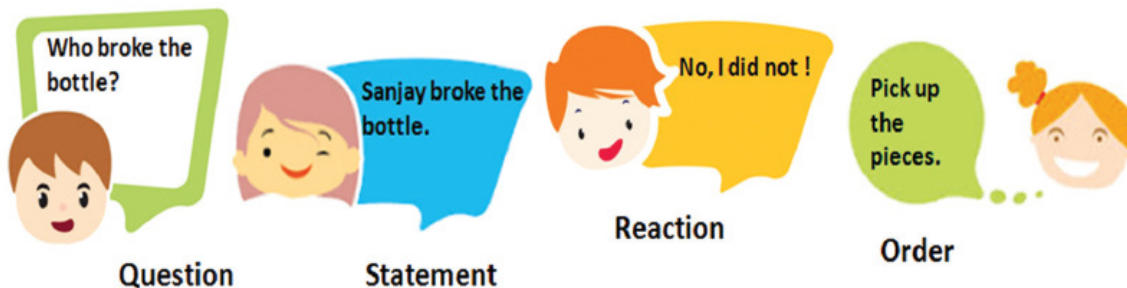 Who broke the
bottle?
Sanjay broke the
bottle.
No, I did not !
Pick up
the
pieces.
Question
Statement
Reaction
Order